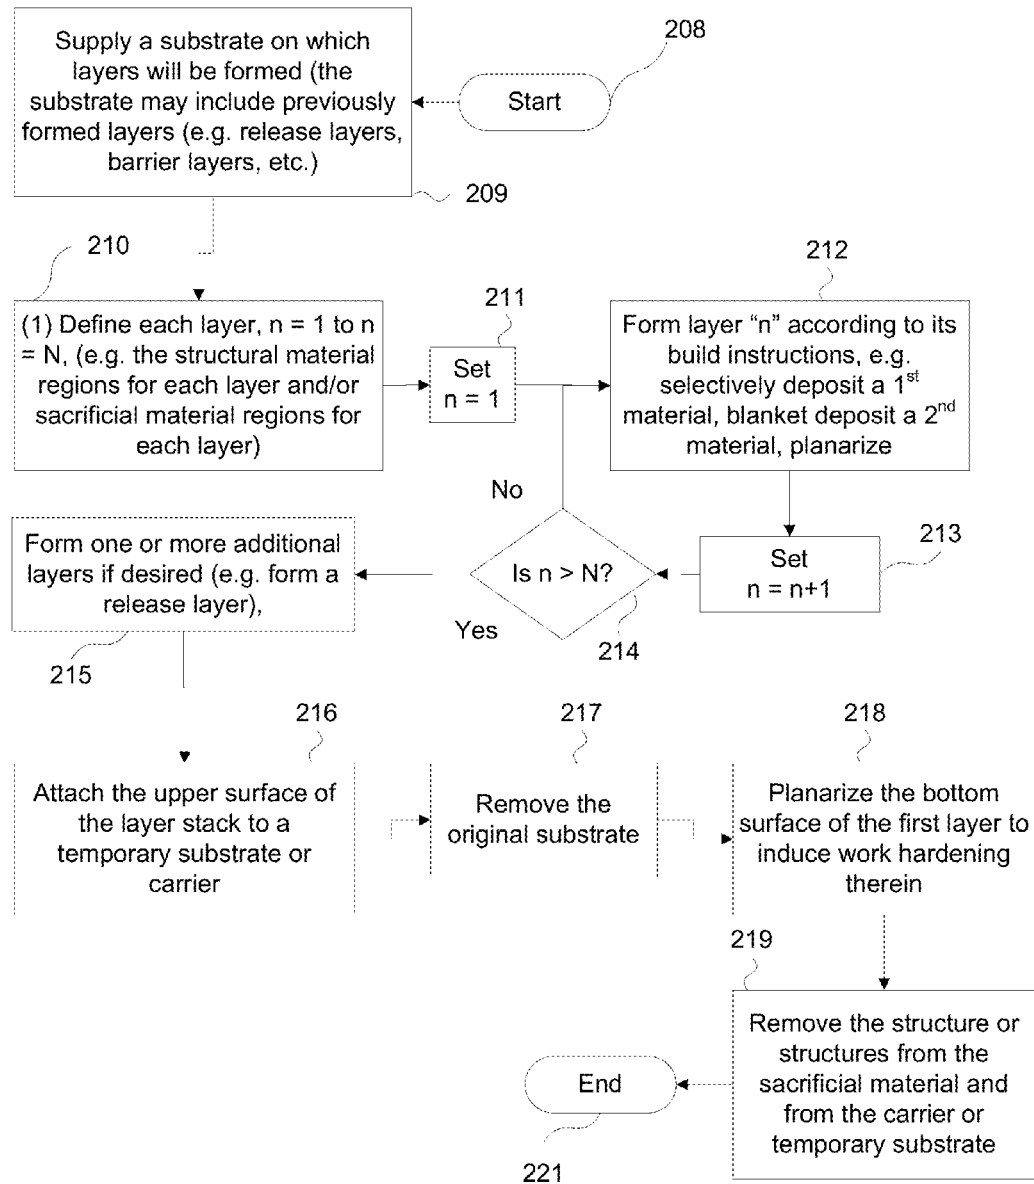 208
Start
Supply a substrate on which
layers will be formed (the
substrate may include previously
formed layers (e.g. release layers,
barrier layers, etc.)
209
210
(1) Define each layer, n = 1 to n
= N, (e.g. the structural material
regions for each layer and/or
sacrificial material regions for
each layer)
211
Set
n = 1
212
Form layer “n” according to its
build instructions, e.g.
selectively deposit a 1st
material, blanket deposit a 2nd
material, planarize
213
Set
n = n+1
No
Is n > N?
Yes
214
Form one or more additional
layers if desired (e.g. form a
release layer),
215
216
Attach the upper surface of
the layer stack to a
temporary substrate or
carrier
217
Remove the
original substrate
218
Planarize the bottom
surface of the first layer to
induce work hardening
therein
219
Remove the structure or
structures from the
sacrificial material and
from the carrier or
temporary substrate
End
221